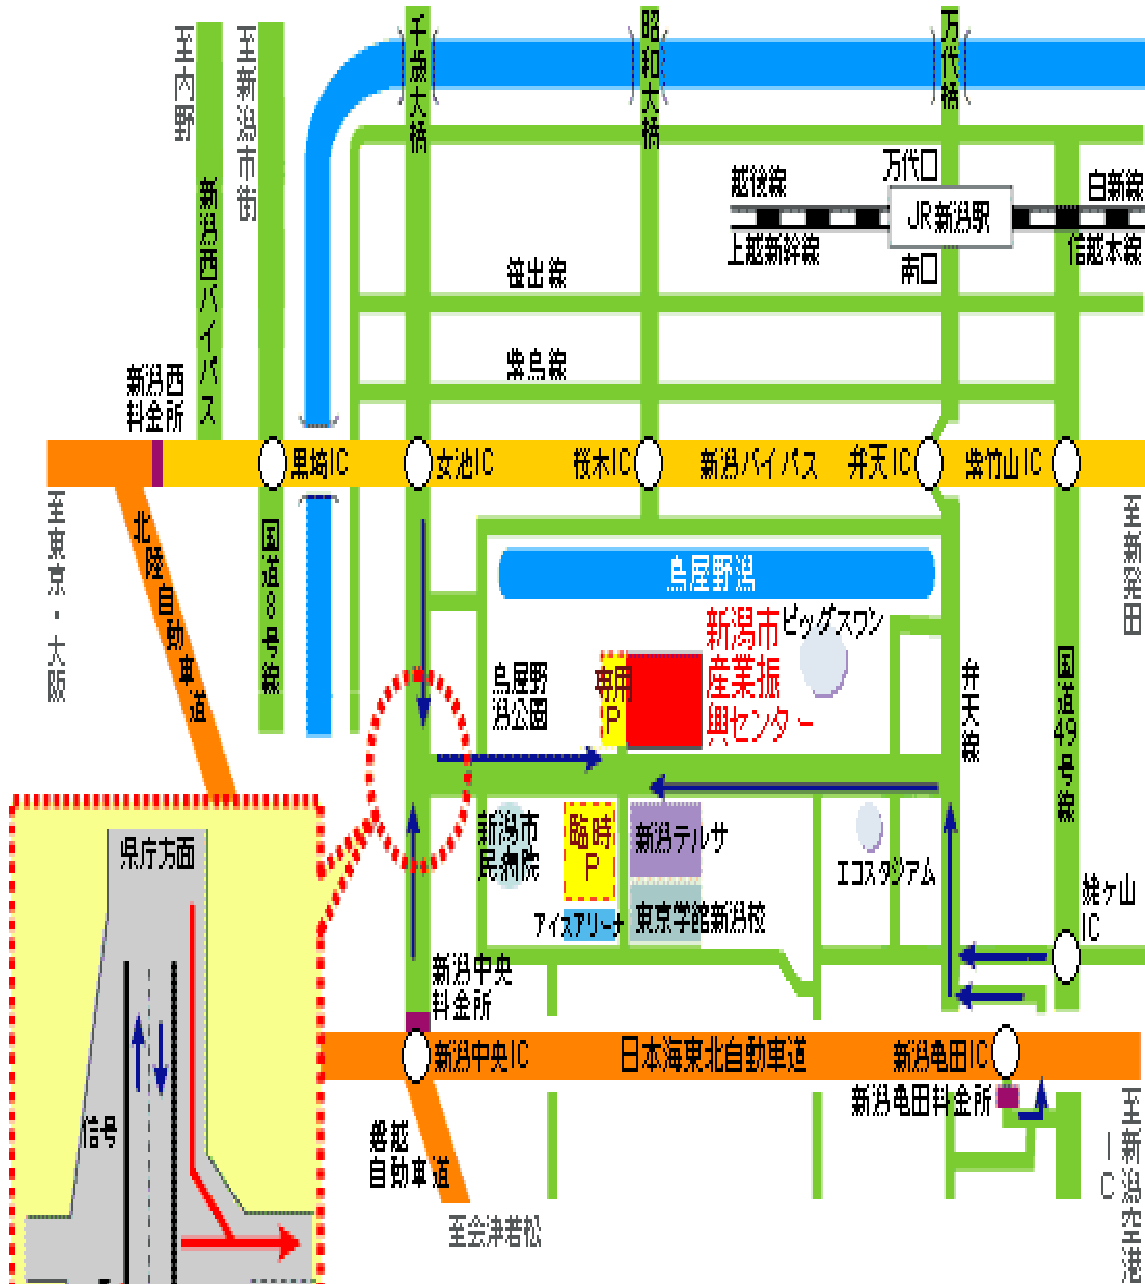 千歳大橋
昭和大橋
万代橋
至内野
至新潟市街
新潟西バイパス
万代口
越後線
白新線
JR新潟駅
上越新幹線
信越本線
南口
笹出線
紫鳥線
新潟西
料金所
黒埼IC
女池IC
桜木IC
新潟バイパス
弁天IC
紫竹山IC
至東京・大阪
北陸自動車道
国道8号線
至新発田
鳥屋野潟
新潟市
産業振
興センター
ビッグスワン
鳥屋野
潟公園
専用
P
弁天線
国道49号線
新潟市
民病院
臨時
P
新潟テルサ
エコスタジアム
アイスアリーナ
東京学館新潟校
姥ヶ山
IC
県庁方面
信号
新潟中央
料金所
新潟中央IC
日本海東北自動車道
新潟亀田IC
新潟亀田料金所
磐越
自動車道
至会津若松
至新潟空港
IC